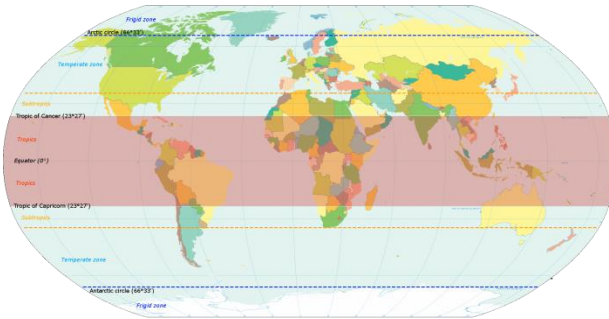 Frigid zone
Arctic circle (66°33')
Temperate zone
Subtropics
Tropic of Cancer (23°27')
Tropics
Equator (0°)
Tropics
Tropic of Capricorn (23°27')
Subtropics
Temperate zone
Antarctic circle (66°33')
Frigid zone